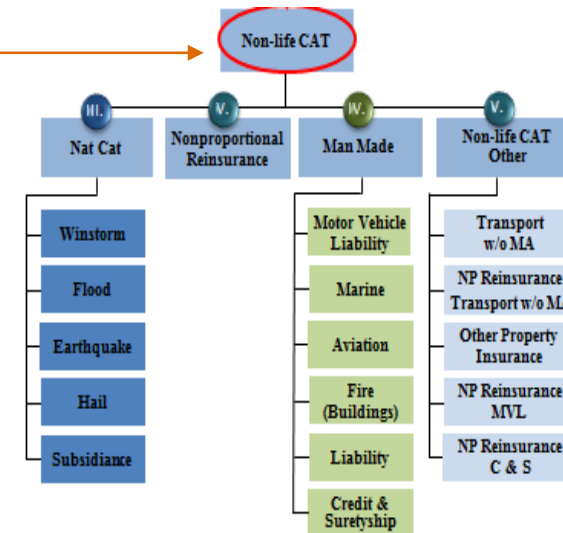 Non-life CAT
III.
Nat Cat
V.
Nonproportional
Reinsurance
IV.
Man Made
V.
Non-life CAT
Other
Winstorm
Flood
Earthquake
Hail
Subsidiance
Motor Vehicle
Liability
Marine
Aviation
Fire
(Buildings)
Liability
Credit &
Suretyship
Transport
w/o MA
NP Reinsurance
Transport w/o MA
Other Property
Insurance
NP Reinsurance
MVL
NP Reinsurance
C & S